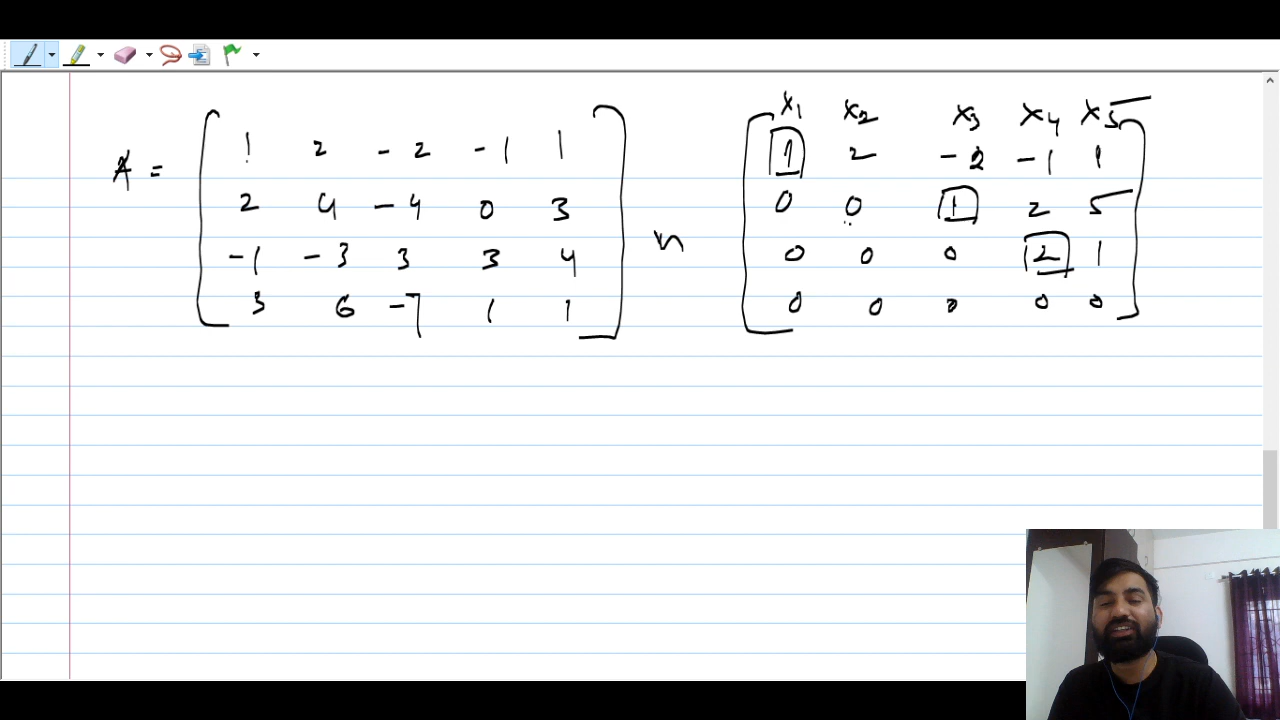 x1 x2 x3 x4 x5
A = [ 1 2 -2 -1 1 ] ~ [ 1 2 -2 -1 1 ]
2 4 -4 0 3 0 0 1 2 5
-1 -3 3 3 4 0 0 0 2 1
3 6 -7 1 1 0 0 0 0 0